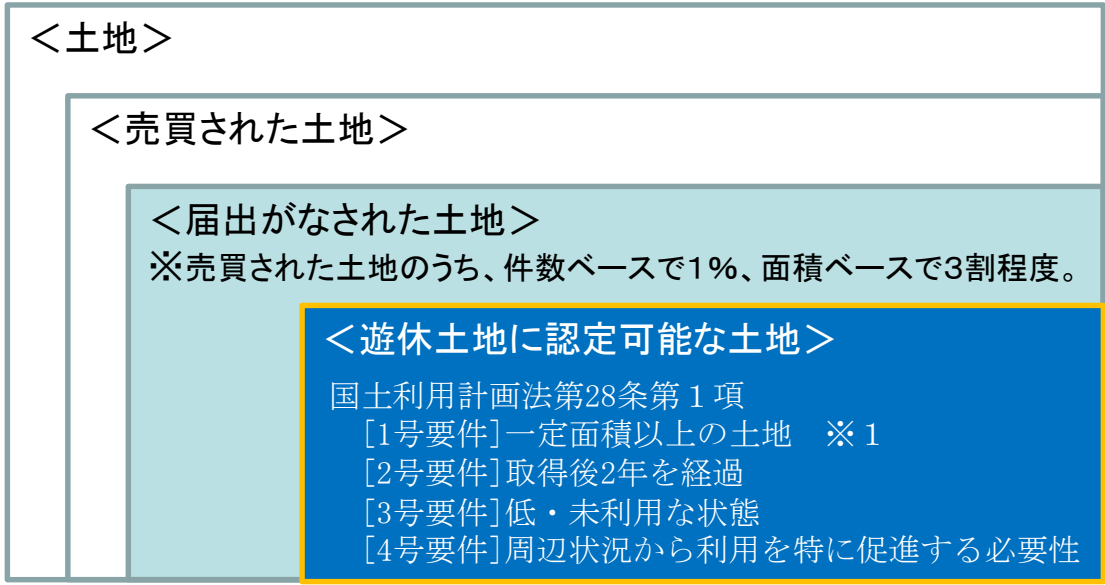 ＜土地＞
＜売買された土地＞
＜届出がなされた土地＞
※売買された土地のうち、件数ベースで1％、面積ベースで3割程度。
＜遊休土地に認定可能な土地＞
国土利用計画法第28条第１項
[1号要件]一定面積以上の土地　※１
[2号要件]取得後2年を経過
[3号要件]低・未利用な状態
[4号要件]周辺状況から利用を特に促進する必要性